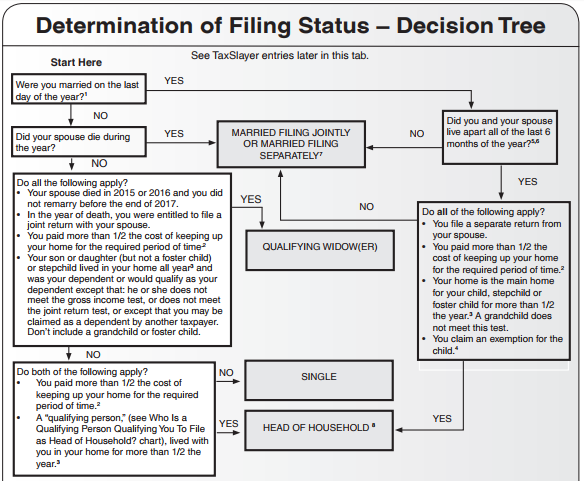 Determination of Filing Status – Decision Tree
See TaxSlayer entries later in this tab.
Start Here
Were you married on the last
day of the year?¹
YES
NO
Did your spouse die during
the year?
YES
NO
MARRIED FILING JOINTLY
OR MARRIED FILING
SEPARATELY⁷
NO
Did you and your spouse
live apart all of the last 6
months of the year?⁵,⁶
YES
Do all the following apply?
• Your spouse died in 2015 or 2016 and you did
not remarry before the end of 2017.
• In the year of death, you were entitled to file a
joint return with your spouse.
• You paid more than 1/2 the cost of keeping up
your home for the required period of time²
• Your son or daughter (but not a foster child)
or stepchild lived in your home all year³ and
was your dependent or would qualify as your
dependent except that: he or she does not
meet the gross income test, or does not meet
the joint return test, or except that you may be
claimed as a dependent by another taxpayer.
Don’t include a grandchild or foster child.
YES
NO
QUALIFYING WIDOW(ER)
NO
Do all of the following apply?
• You file a separate return from
your spouse.
• You paid more than 1/2 the
cost of keeping up your home
for the required period of time.²
• Your home is the main home
for your child, stepchild or
foster child for more than 1/2
the year.³ A grandchild does
not meet this test.
• You claim an exemption for the
child.⁴
YES
Do both of the following apply?
• You paid more than 1/2 the cost of
keeping up your home for the required
period of time.²
• A “qualifying person,” (see Who Is a
Qualifying Person Qualifying You To File
as Head of Household? chart), lived with
you in your home for more than 1/2 the
year.³
NO
SINGLE
YES
HEAD OF HOUSEHOLD ⁸